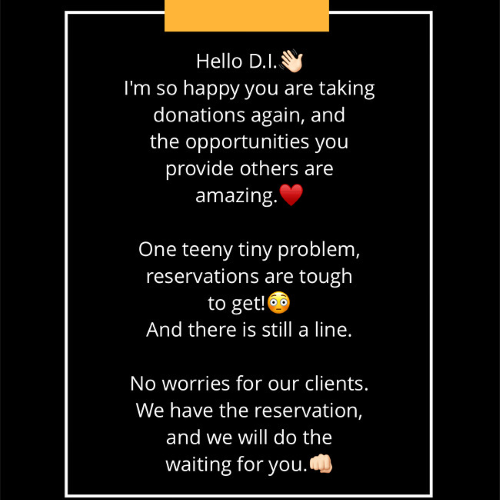 Hello D.I.👋🏻
I'm so happy you are taking
donations again, and
the opportunities you
provide others are
amazing.♥️
One teeny tiny problem,
reservations are tough
to get!😳
And there is still a line.
No worries for our clients.
We have the reservation,
and we will do the
waiting for you.👊🏻